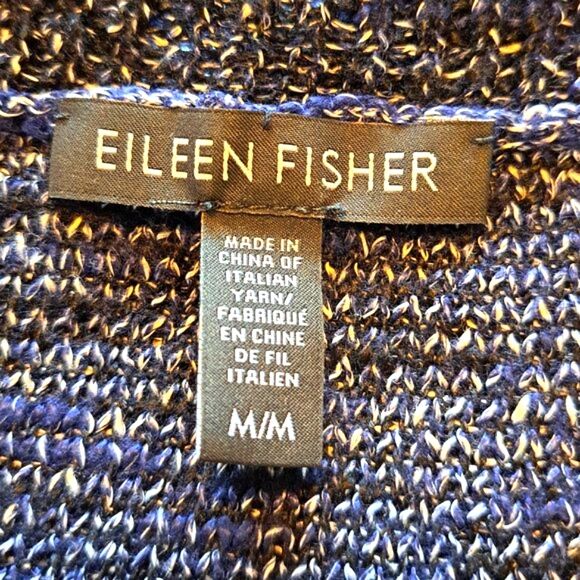 EILEEN FISHER
MADE IN
CHINA OF
ITALIAN
YARN/
FABRIQUÉ
EN CHINE
DE FIL
ITALIEN
M/M